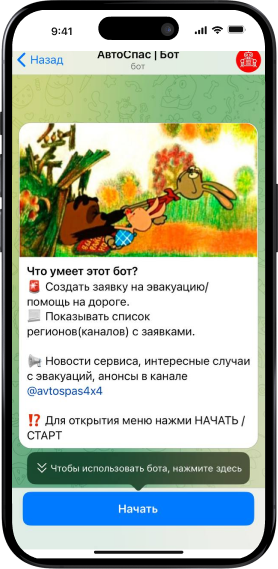 9:41
Назад
АвтоСпас | Бот
бот
Что умеет этот бот?
🚨 Создать заявку на эвакуацию/
помощь на дороге.
🧾 Показывать список
регионов(каналов) с заявками.
📢 Новости сервиса, интересные случаи
с эвакуаций, анонсы в канале
@avtospas4x4
⁉️ Для открытия меню нажми НАЧАТЬ /
СТАРТ
Чтобы использовать бота, нажмите здесь
Начать